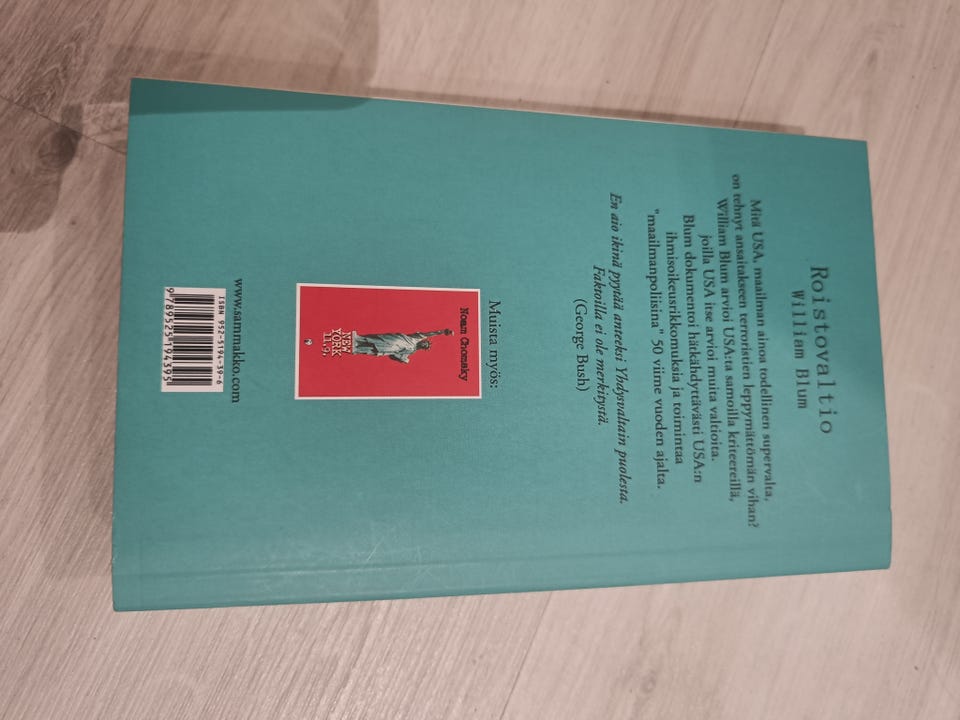 Roistovaltio
William Blum
Mitä USA, maailman ainoa todellinen supervalta,
on tehnyt ansaitakseen terroristien leppymättömän vihan?
William Blum arvioi USA:ta samoilla kriteereillä,
joilla USA itse arvioi muita valtioita.
Blum dokumentoi hätkähdyttävästi USA:n
ihmisoikeusrikkomuksia ja toimintaa
"maailmanpoliisina" 50 viime vuoden ajalta.
En aio ikinä pyytää anteeksi Yhdysvaltain puolesta.
Faktoilla ei ole merkitystä.
(George Bush)
Muista myös:
Noam Chomsky
NEW
YORK
11.9.
www.sammakko.com
ISBN 952-5194-39-6
9789525194395